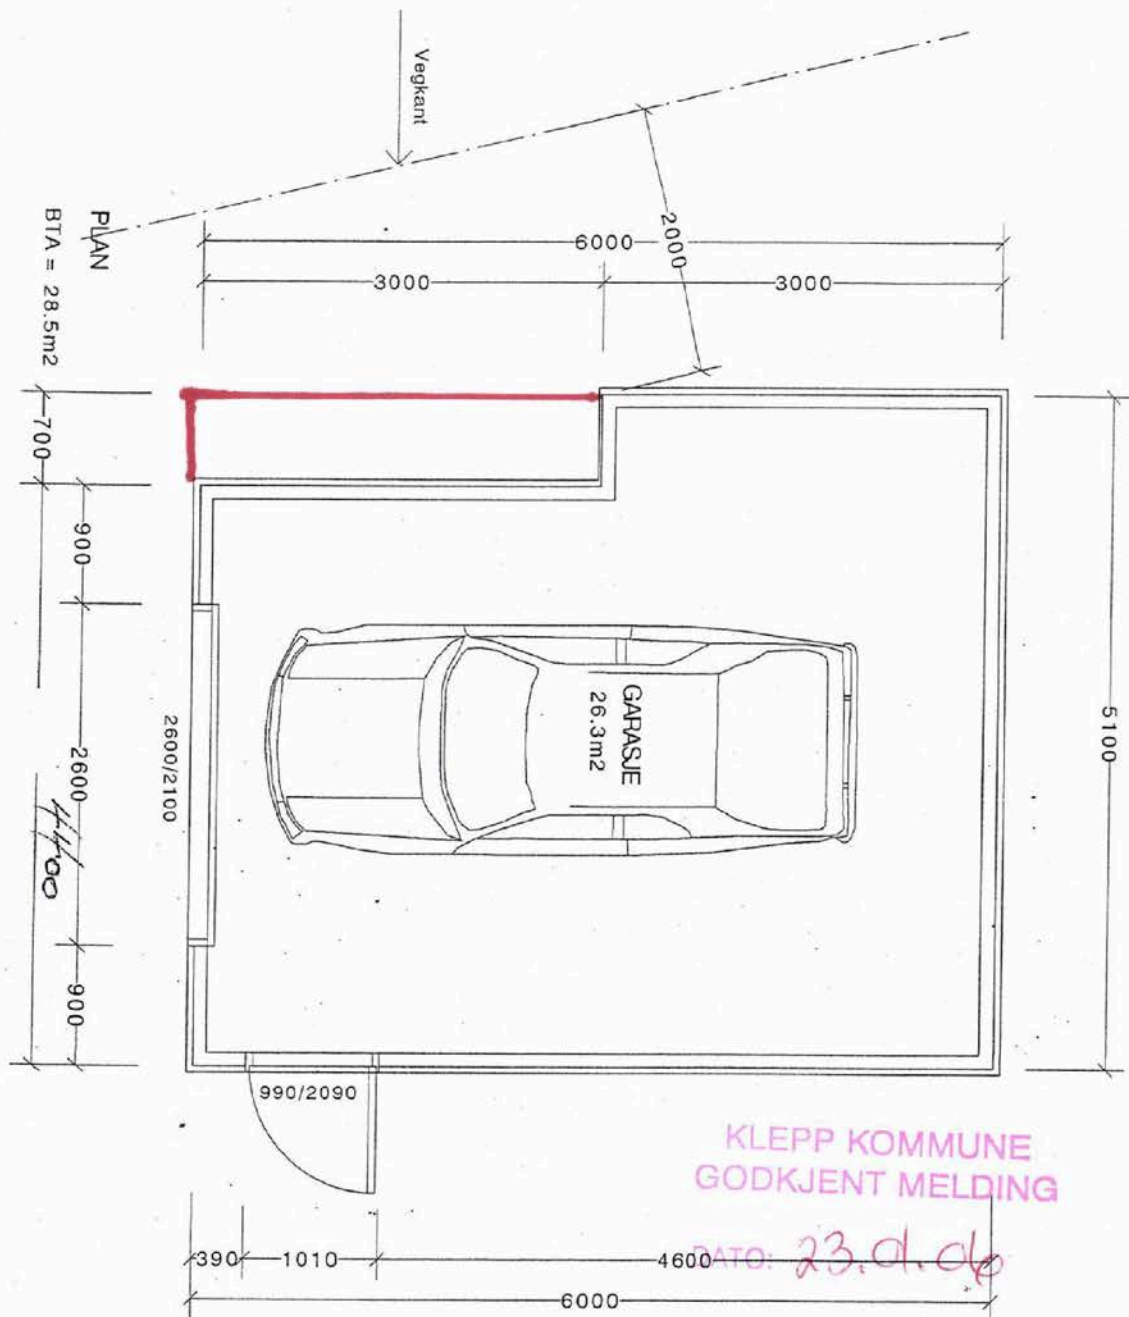 Vegkant
2000
6000
3000
3000
PLAN
BTA = 28.5m2
700
900
2600
900
4400
2600/2100
GARASJE
26.3m2
5100
990/2090
KLEPP KOMMUNE
GODKJENT MELDING
DATO: 23.01.06
390
1010
4600
6000